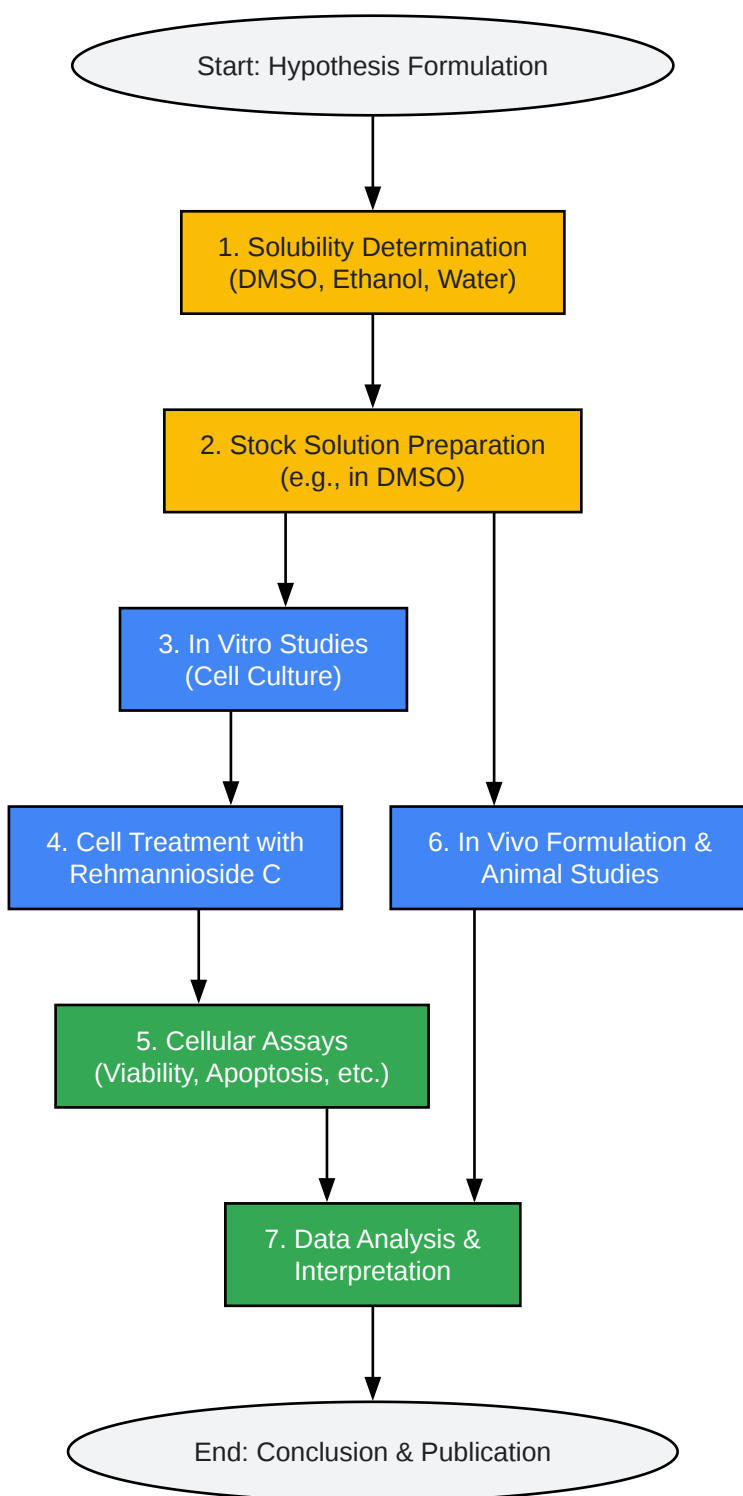 Start: Hypothesis Formulation
1. Solubility Determination
(DMSO, Ethanol, Water)
2. Stock Solution Preparation
(e.g., in DMSO)
3. In Vitro Studies
(Cell Culture)
4. Cell Treatment with
Rehmannioside C
6. In Vivo Formulation &
Animal Studies
5. Cellular Assays
(Viability, Apoptosis, etc.)
7. Data Analysis &
Interpretation
End: Conclusion & Publication